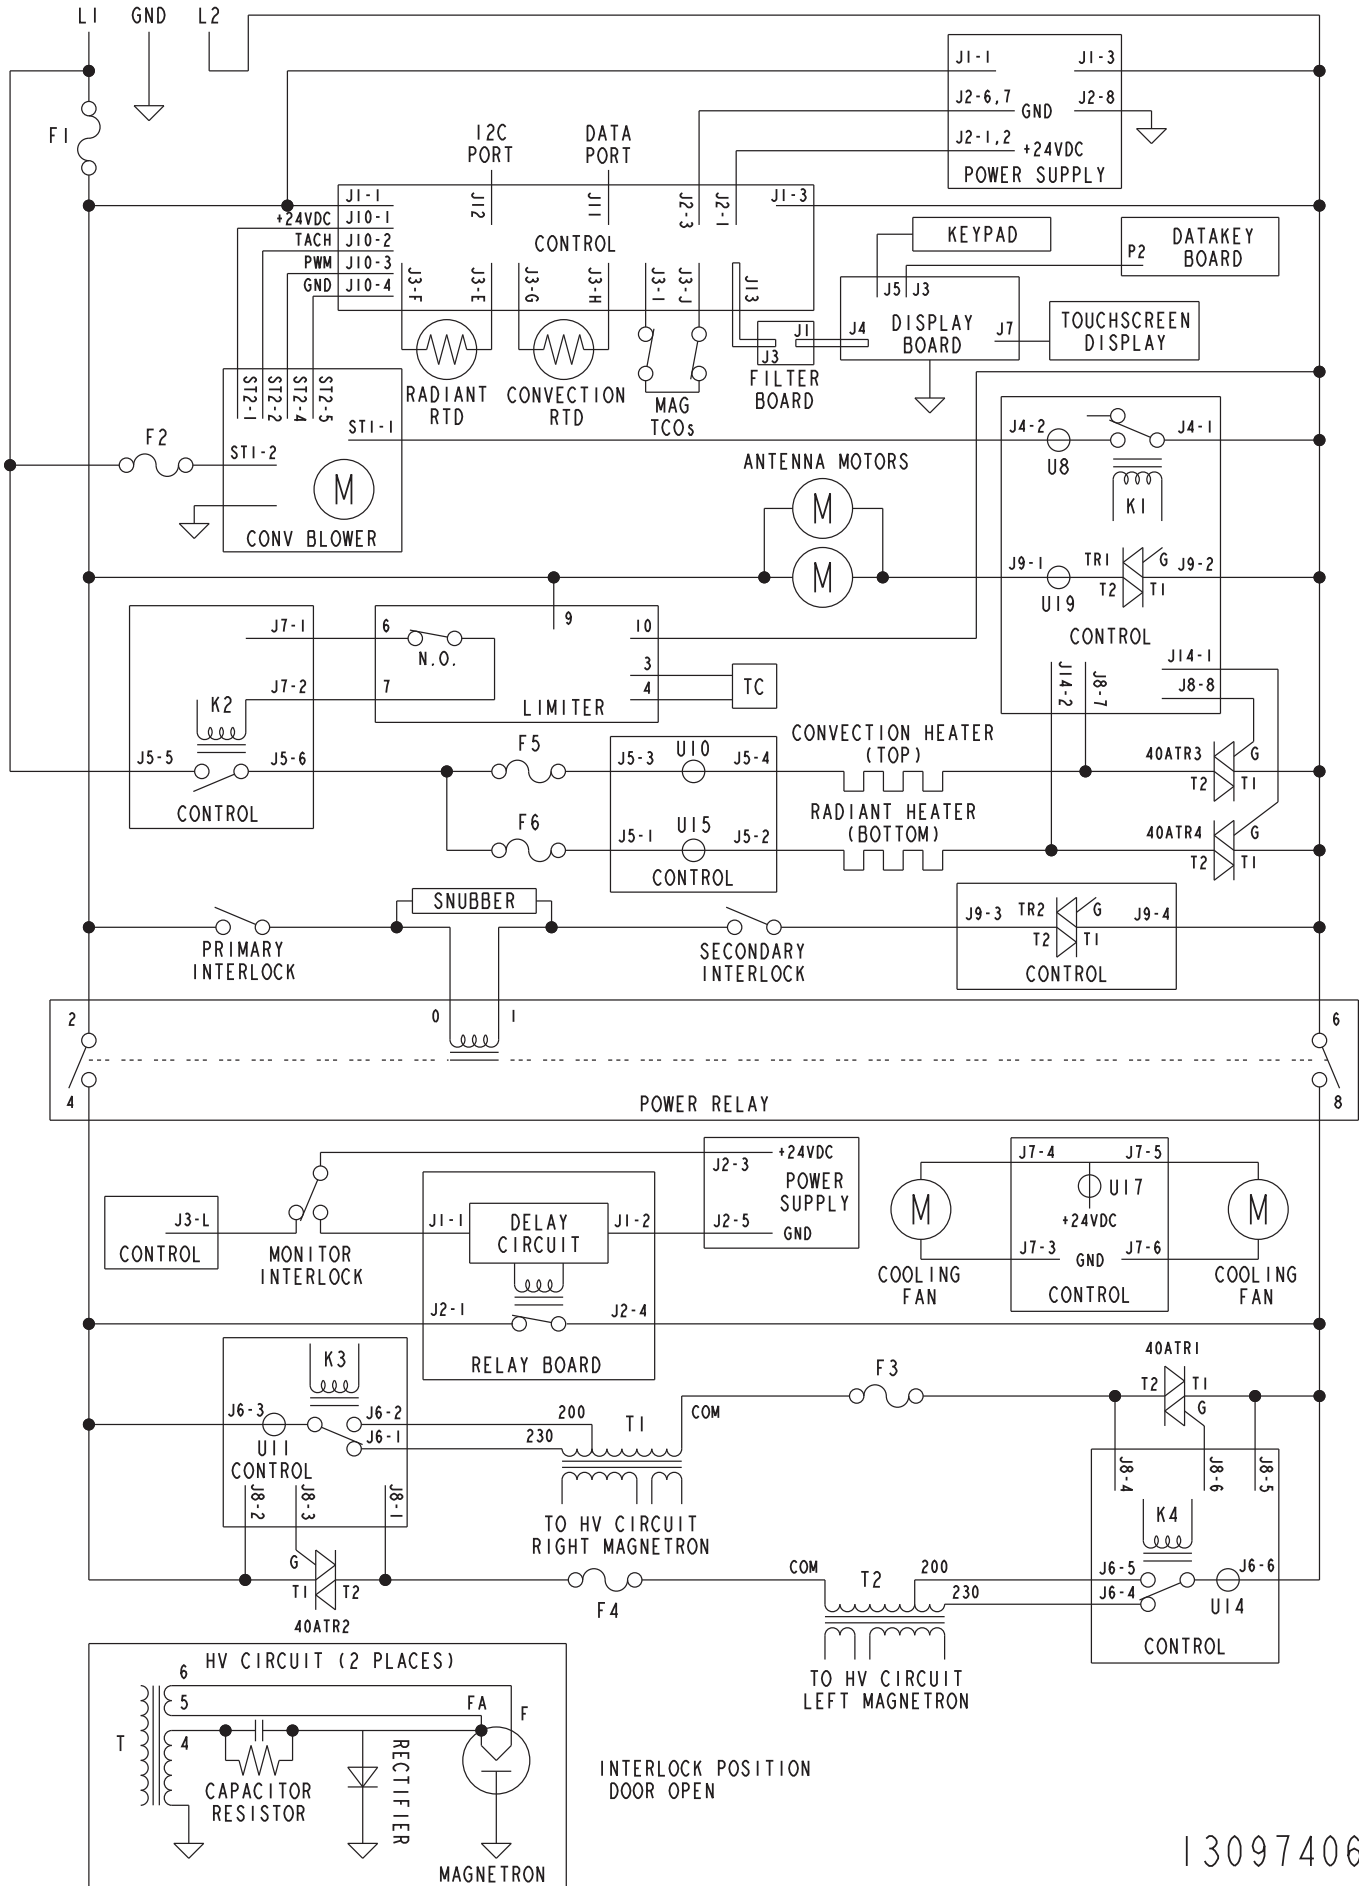 L1 GND L2
J1-1 J1-3
F1
J2-6,7 GND J2-8
I2C PORT
DATA PORT
J2-1,2 +24VDC
POWER SUPPLY
J1-1 J12 J11 J2-3 J2-1 J1-3
+24VDC J10-1
TACH J10-2
CONTROL
PWM J10-3
GND J10-4
J3-F J3-E J3-G J3-H J3-I J3-J J13
KEYPAD
P2 DATAKEY BOARD
J5 J3
J1 J4 DISPLAY BOARD J7
TOUCHSCREEN DISPLAY
J3
FILTER BOARD
RADIANT RTD
CONVECTION RTD
MAG TCOs
ST2-1 ST2-2 ST2-4 ST2-5
ST1-1
F2
ST1-2
M
CONV BLOWER
J4-2 J4-1
U8
K1
ANTENNA MOTORS
M
M
J9-1 TR1 G J9-2
U19 T2 T1
CONTROL
J14-2 J8-7 J14-1
J8-8
J7-1 6 9 10
N.O.
3
J7-2 7 4 TC
K2
LIMITER
J5-5 J5-6
CONTROL
F5
J5-3 U10 J5-4
CONVECTION HEATER
(TOP)
40ATR3 G
T2 T1
F6
J5-1 U15 J5-2
CONTROL
RADIANT HEATER
(BOTTOM)
40ATR4 G
T2 T1
SNUBBER
PRIMARY INTERLOCK
SECONDARY INTERLOCK
J9-3 TR2 G J9-4
T2 T1
CONTROL
2 0 1 6
4 POWER RELAY 8
J2-3 +24VDC
POWER SUPPLY
J2-5 GND
J7-4 J7-5
U17
M +24VDC M
J7-3 GND J7-6
CONTROL
COOLING FAN
COOLING FAN
J3-L
CONTROL
MONITOR INTERLOCK
J1-1 DELAY CIRCUIT J1-2
J2-1 J2-4
RELAY BOARD
K3
F3
40ATR1
T2 T1
G
J6-3 J6-2 200 T1 COM
U11 J6-1 230
CONTROL
J8-2 J8-3 J8-1
TO HV CIRCUIT
RIGHT MAGNETRON
J8-4 J8-6 J8-5
K4
G
T1 T2
40ATR2
F4
COM T2 200 J6-5 J6-6
230 J6-4 U14
CONTROL
TO HV CIRCUIT
LEFT MAGNETRON
HV CIRCUIT (2 PLACES)
6
5 FA F
T 4
CAPACITOR RESISTOR
RECTIFIER
MAGNETRON
INTERLOCK POSITION
DOOR OPEN
13097406